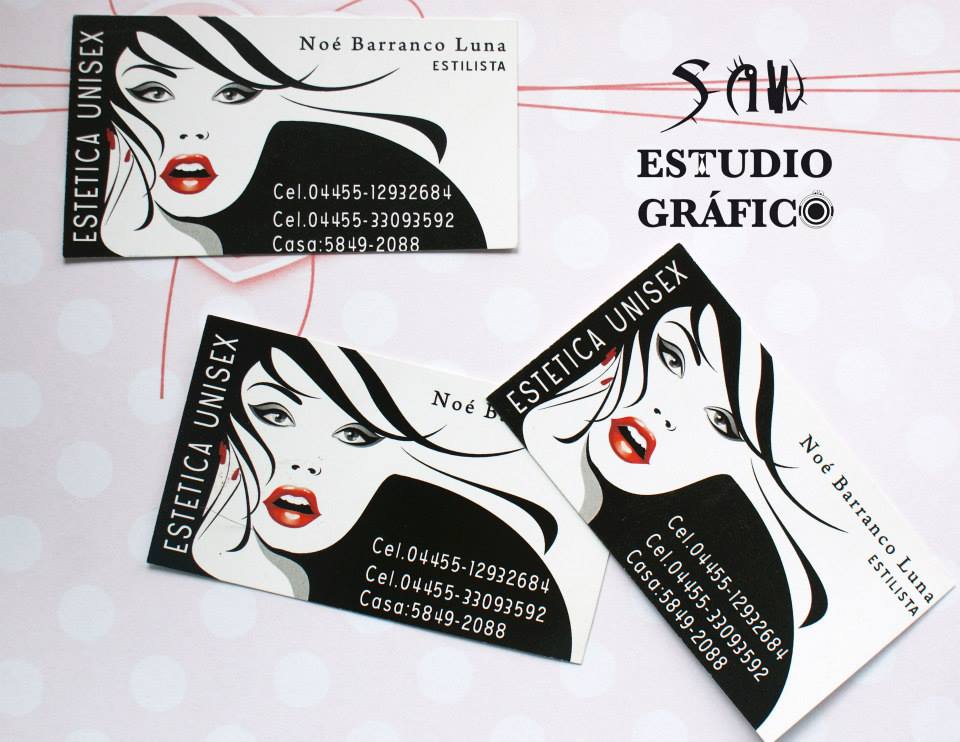 ESTETICA UNISEX
Noé Barranco Luna
ESTILISTA
Cel.04455-12932684
Cel.04455-33093592
Casa:5849-2088
SAW
ESTUDIO
GRÁFICO
ESTETICA UNISEX
Noé B
Cel.04455-12932684
Cel.04455-33093592
Casa:5849-2088
ESTETICA UNISEX
Noé Barranco Luna
ESTILISTA
Cel.04455-12932684
Cel.04455-33093592
Casa:5849-2088